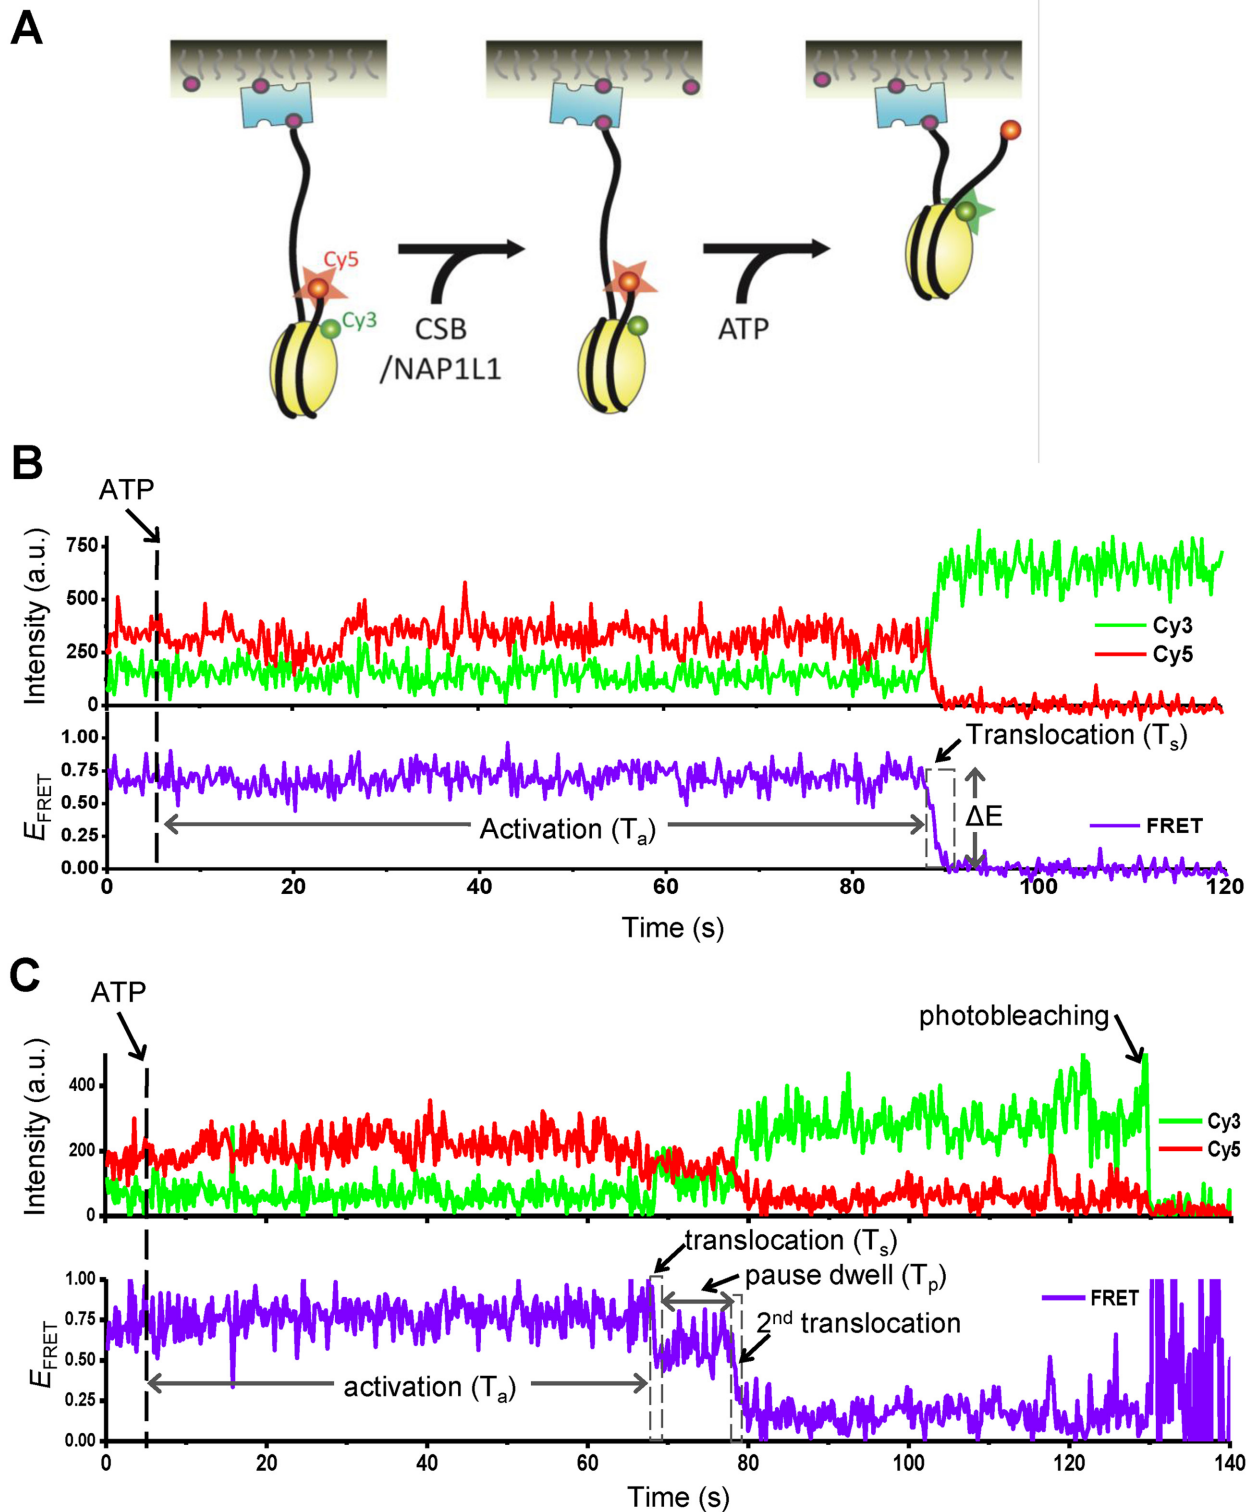 A
Cy5
Cy3
CSB
/NAP1L1
ATP
B
ATP
Intensity (a.u.)
750
500
250
0
Cy3
Cy5
Translocation (Ts)
EFRET
1.00
0.75
0.50
0.25
0.00
Activation (Ta)
ΔE
FRET
0 20 40 60 80 100 120
Time (s)
C
ATP
photobleaching
Intensity (a.u.)
400
200
0
Cy3
Cy5
translocation (Ts)
pause dwell (Tp)
2nd translocation
EFRET
1.00
0.75
0.50
0.25
0.00
activation (Ta)
FRET
0 20 40 60 80 100 120 140
Time (s)